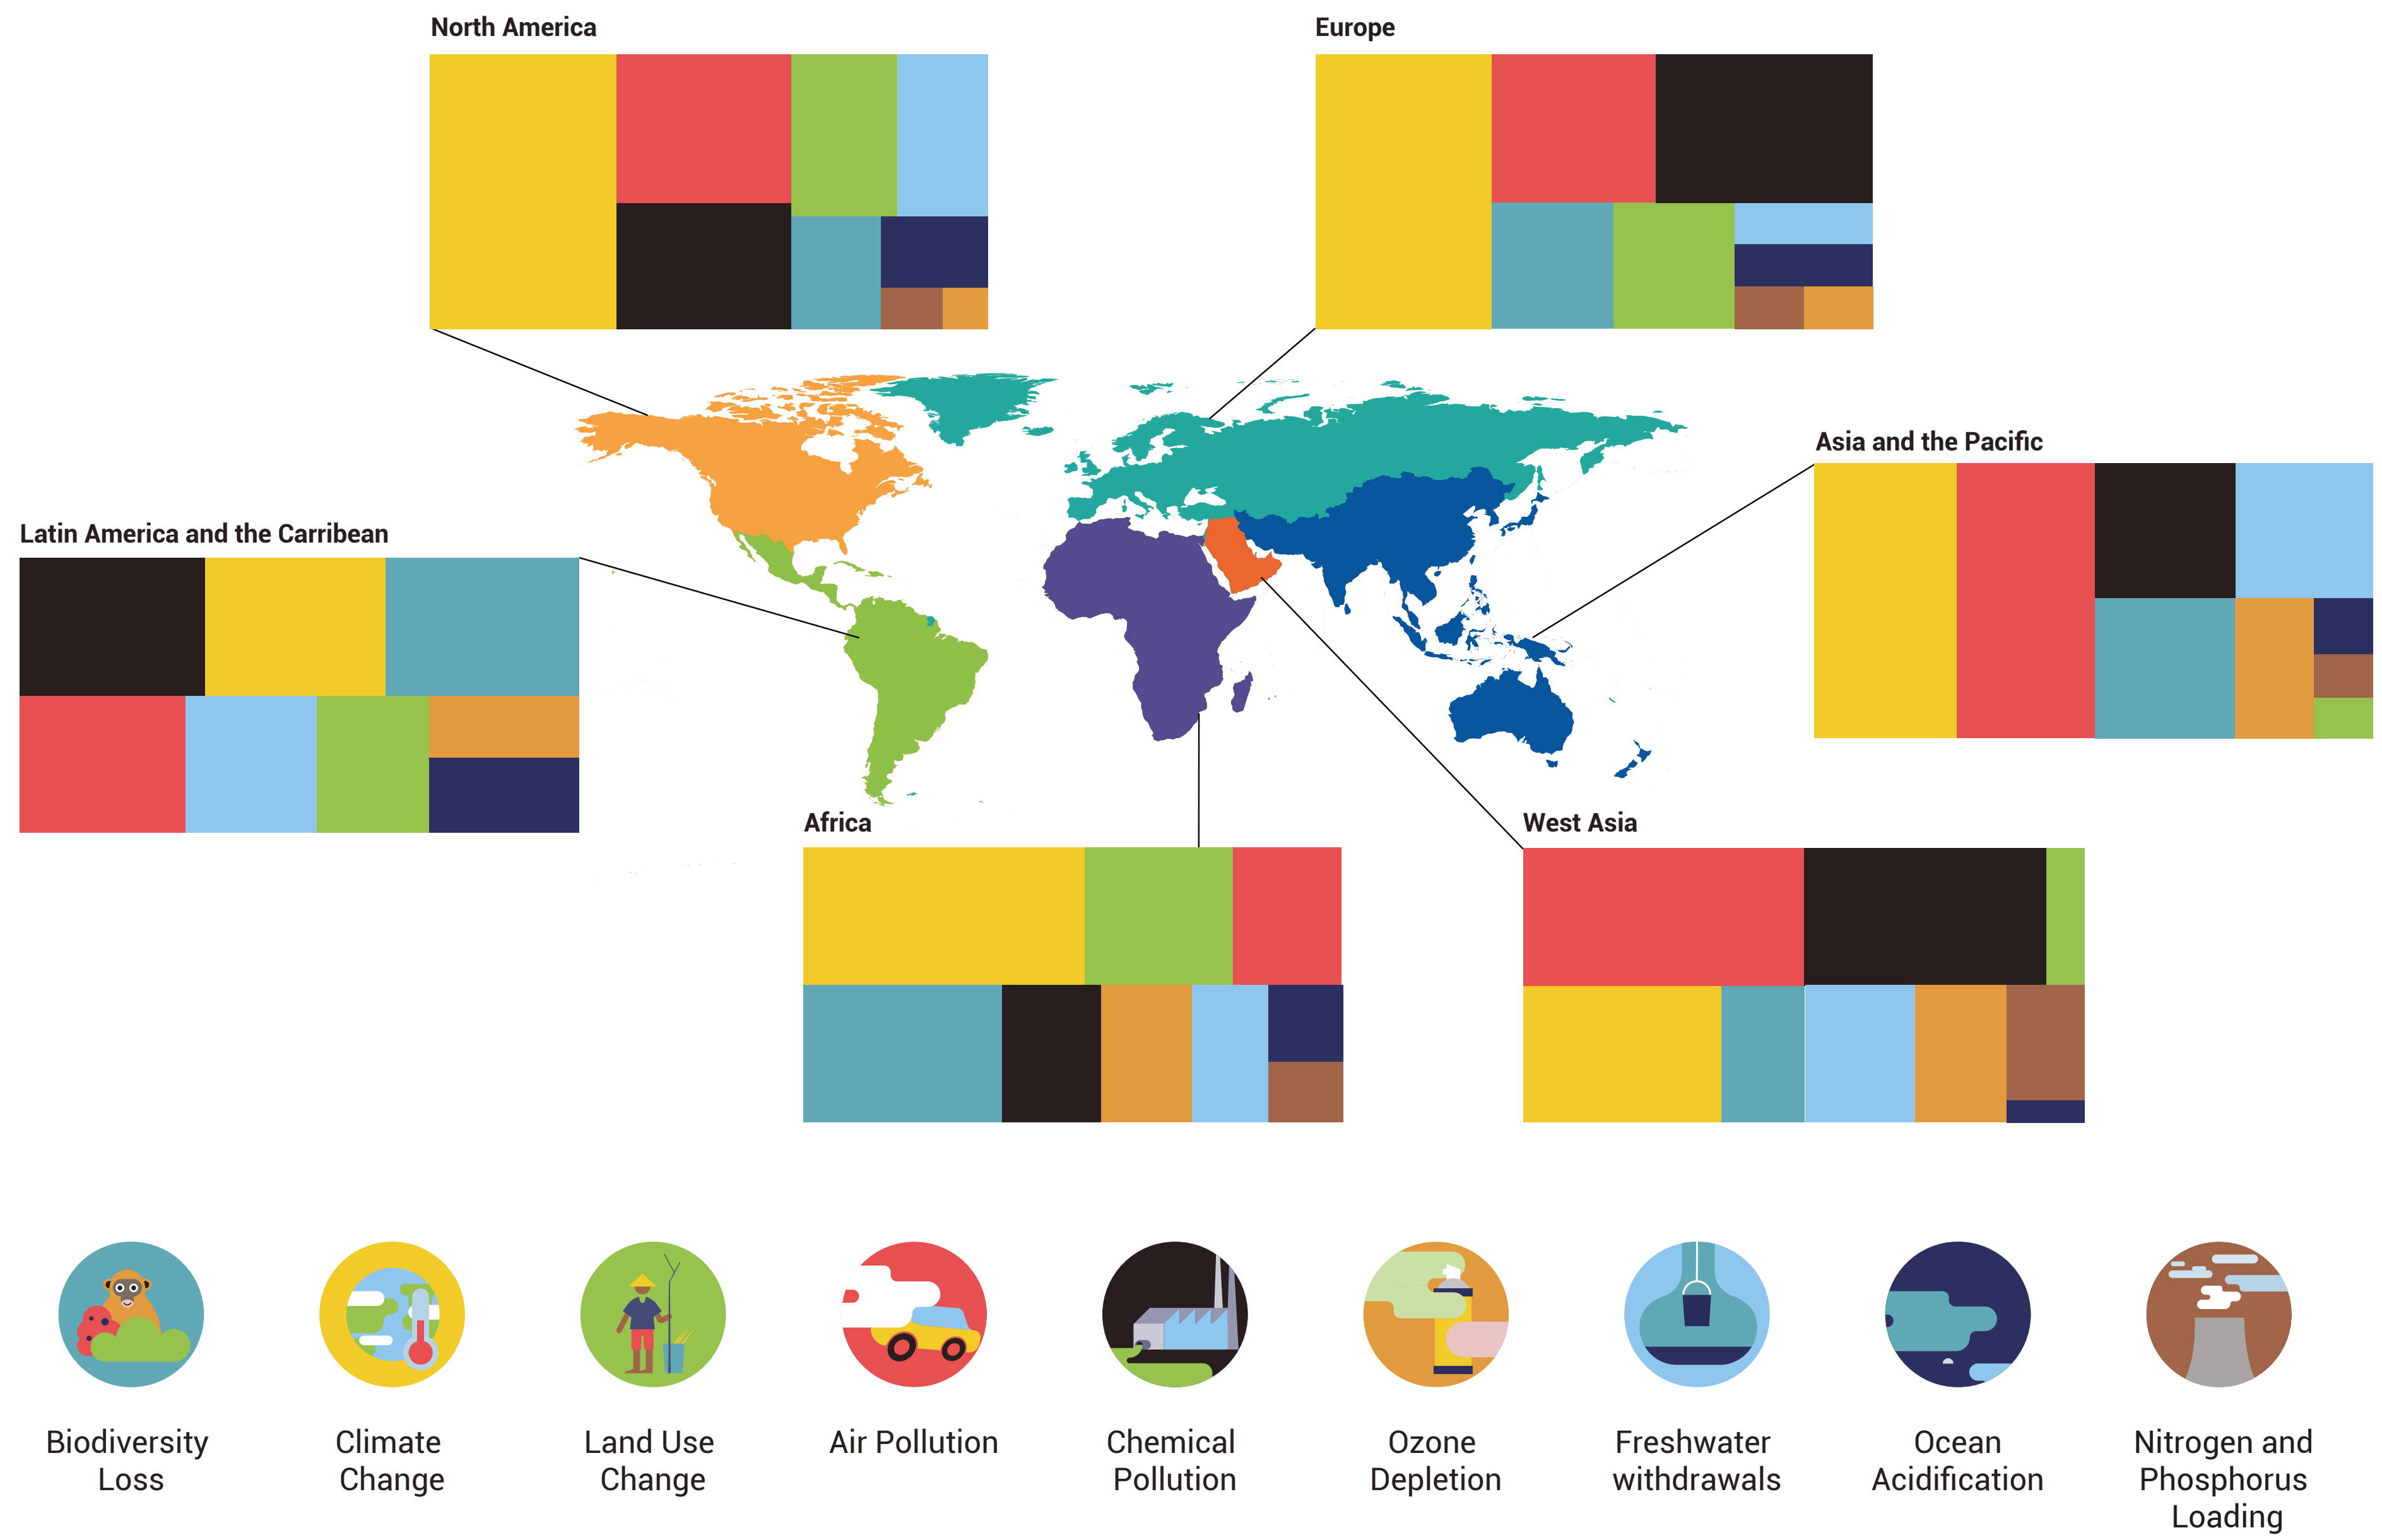 North America
Europe
Asia and the Pacific
Latin America and the Carribean
Africa
West Asia
Biodiversity
Loss
Climate
Change
Land Use
Change
Air Pollution
Chemical
Pollution
Ozone
Depletion
Freshwater
withdrawals
Ocean
Acidification
Nitrogen and
Phosphorus
Loading